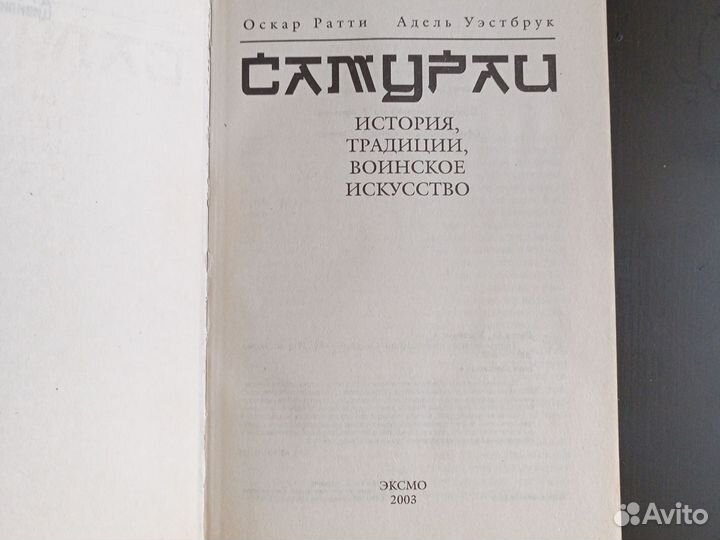 Оскар Ратти Адель Уэстбрук
САМУРАИ
ИСТОРИЯ,
ТРАДИЦИИ,
ВОИНСКОЕ
ИСКУССТВО
ЭКСМО
2003
Avito